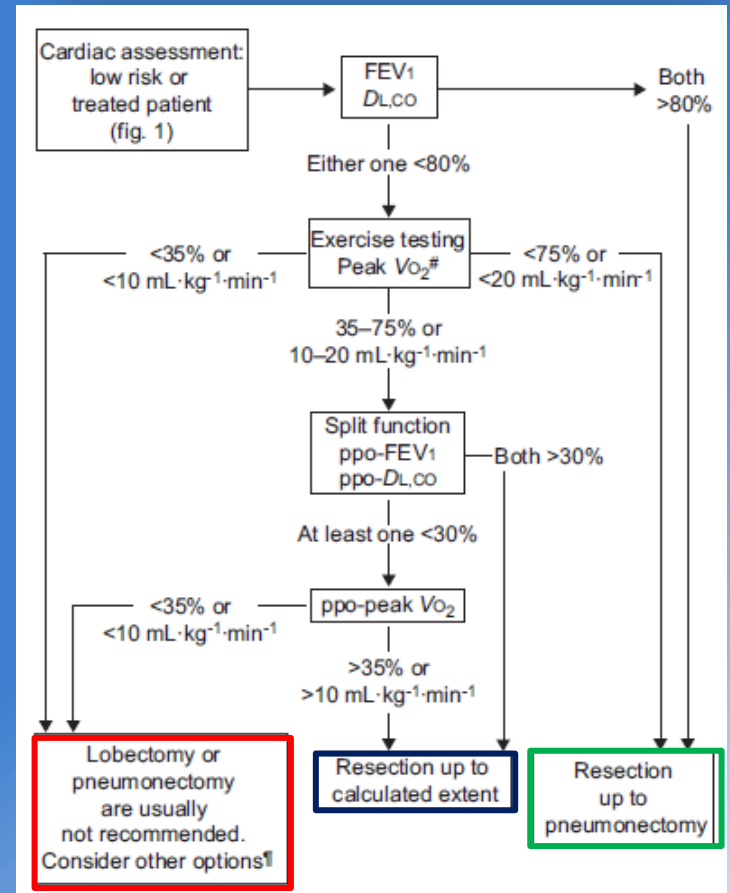 Cardiac assessment:
low risk or
treated patient
(fig. 1)
FEV1
DL,CO
Both
>80%
Either one <80%
Exercise testing
Peak VO2#
<35% or
<10 mL·kg-1·min-1
<75% or
<20 mL·kg-1·min-1
35–75% or
10–20 mL·kg-1·min-1
Split function
ppo-FEV1
ppo-DL,CO
Both >30%
At least one <30%
ppo-peak VO2
<35% or
<10 mL·kg-1·min-1
>35% or
>10 mL·kg-1·min-1
Lobectomy or
pneumonectomy
are usually
not recommended.
Consider other options¶
Resection up to
calculated extent
Resection
up to
pneumonectomy